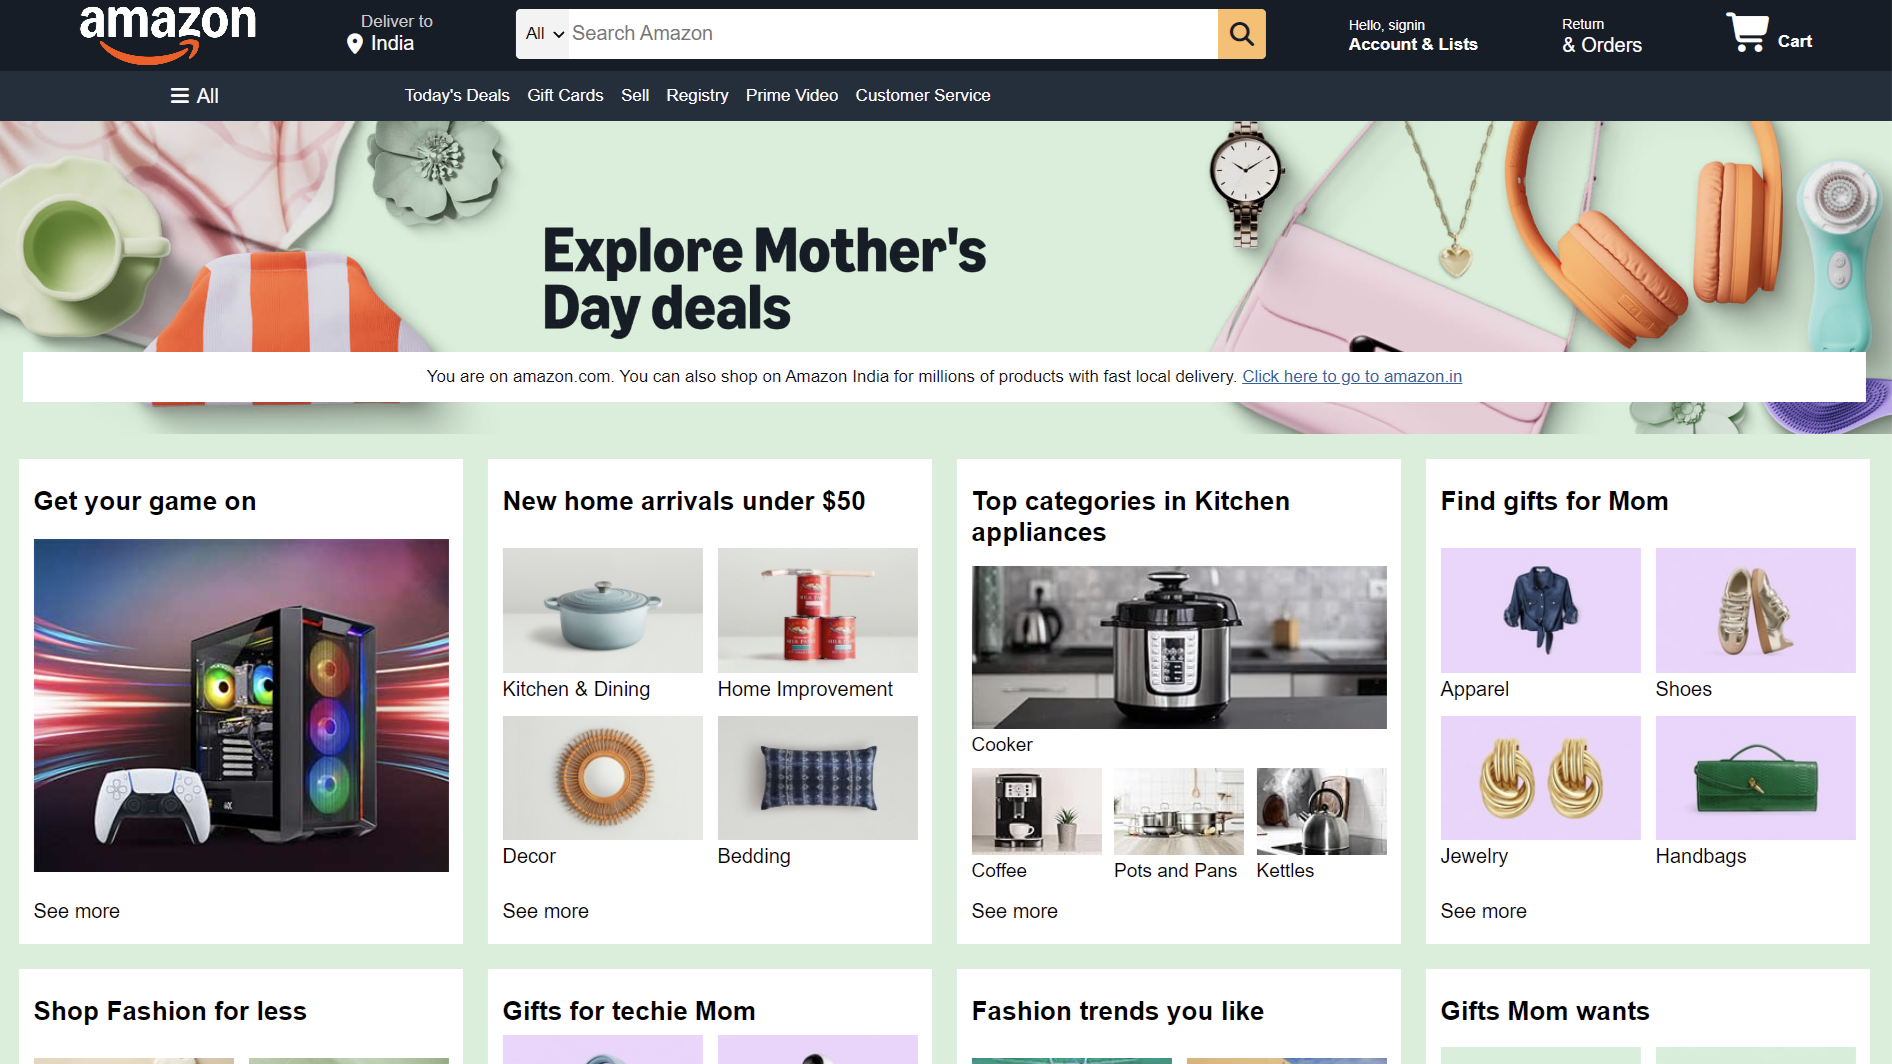 amazon
Deliver to
India
All
Search Amazon
Hello, signin
Account & Lists
Return
& Orders
Cart
All
Today's Deals
Gift Cards
Sell
Registry
Prime Video
Customer Service
Explore Mother's
Day deals
You are on amazon.com. You can also shop on Amazon India for millions of products with fast local delivery. Click here to go to amazon.in
Get your game on
See more
New home arrivals under $50
Kitchen & Dining
Home Improvement
Decor
Bedding
See more
Top categories in Kitchen
appliances
Cooker
Coffee
Pots and Pans
Kettles
See more
Find gifts for Mom
Apparel
Shoes
Jewelry
Handbags
See more
Shop Fashion for less
Gifts for techie Mom
Fashion trends you like
Gifts Mom wants